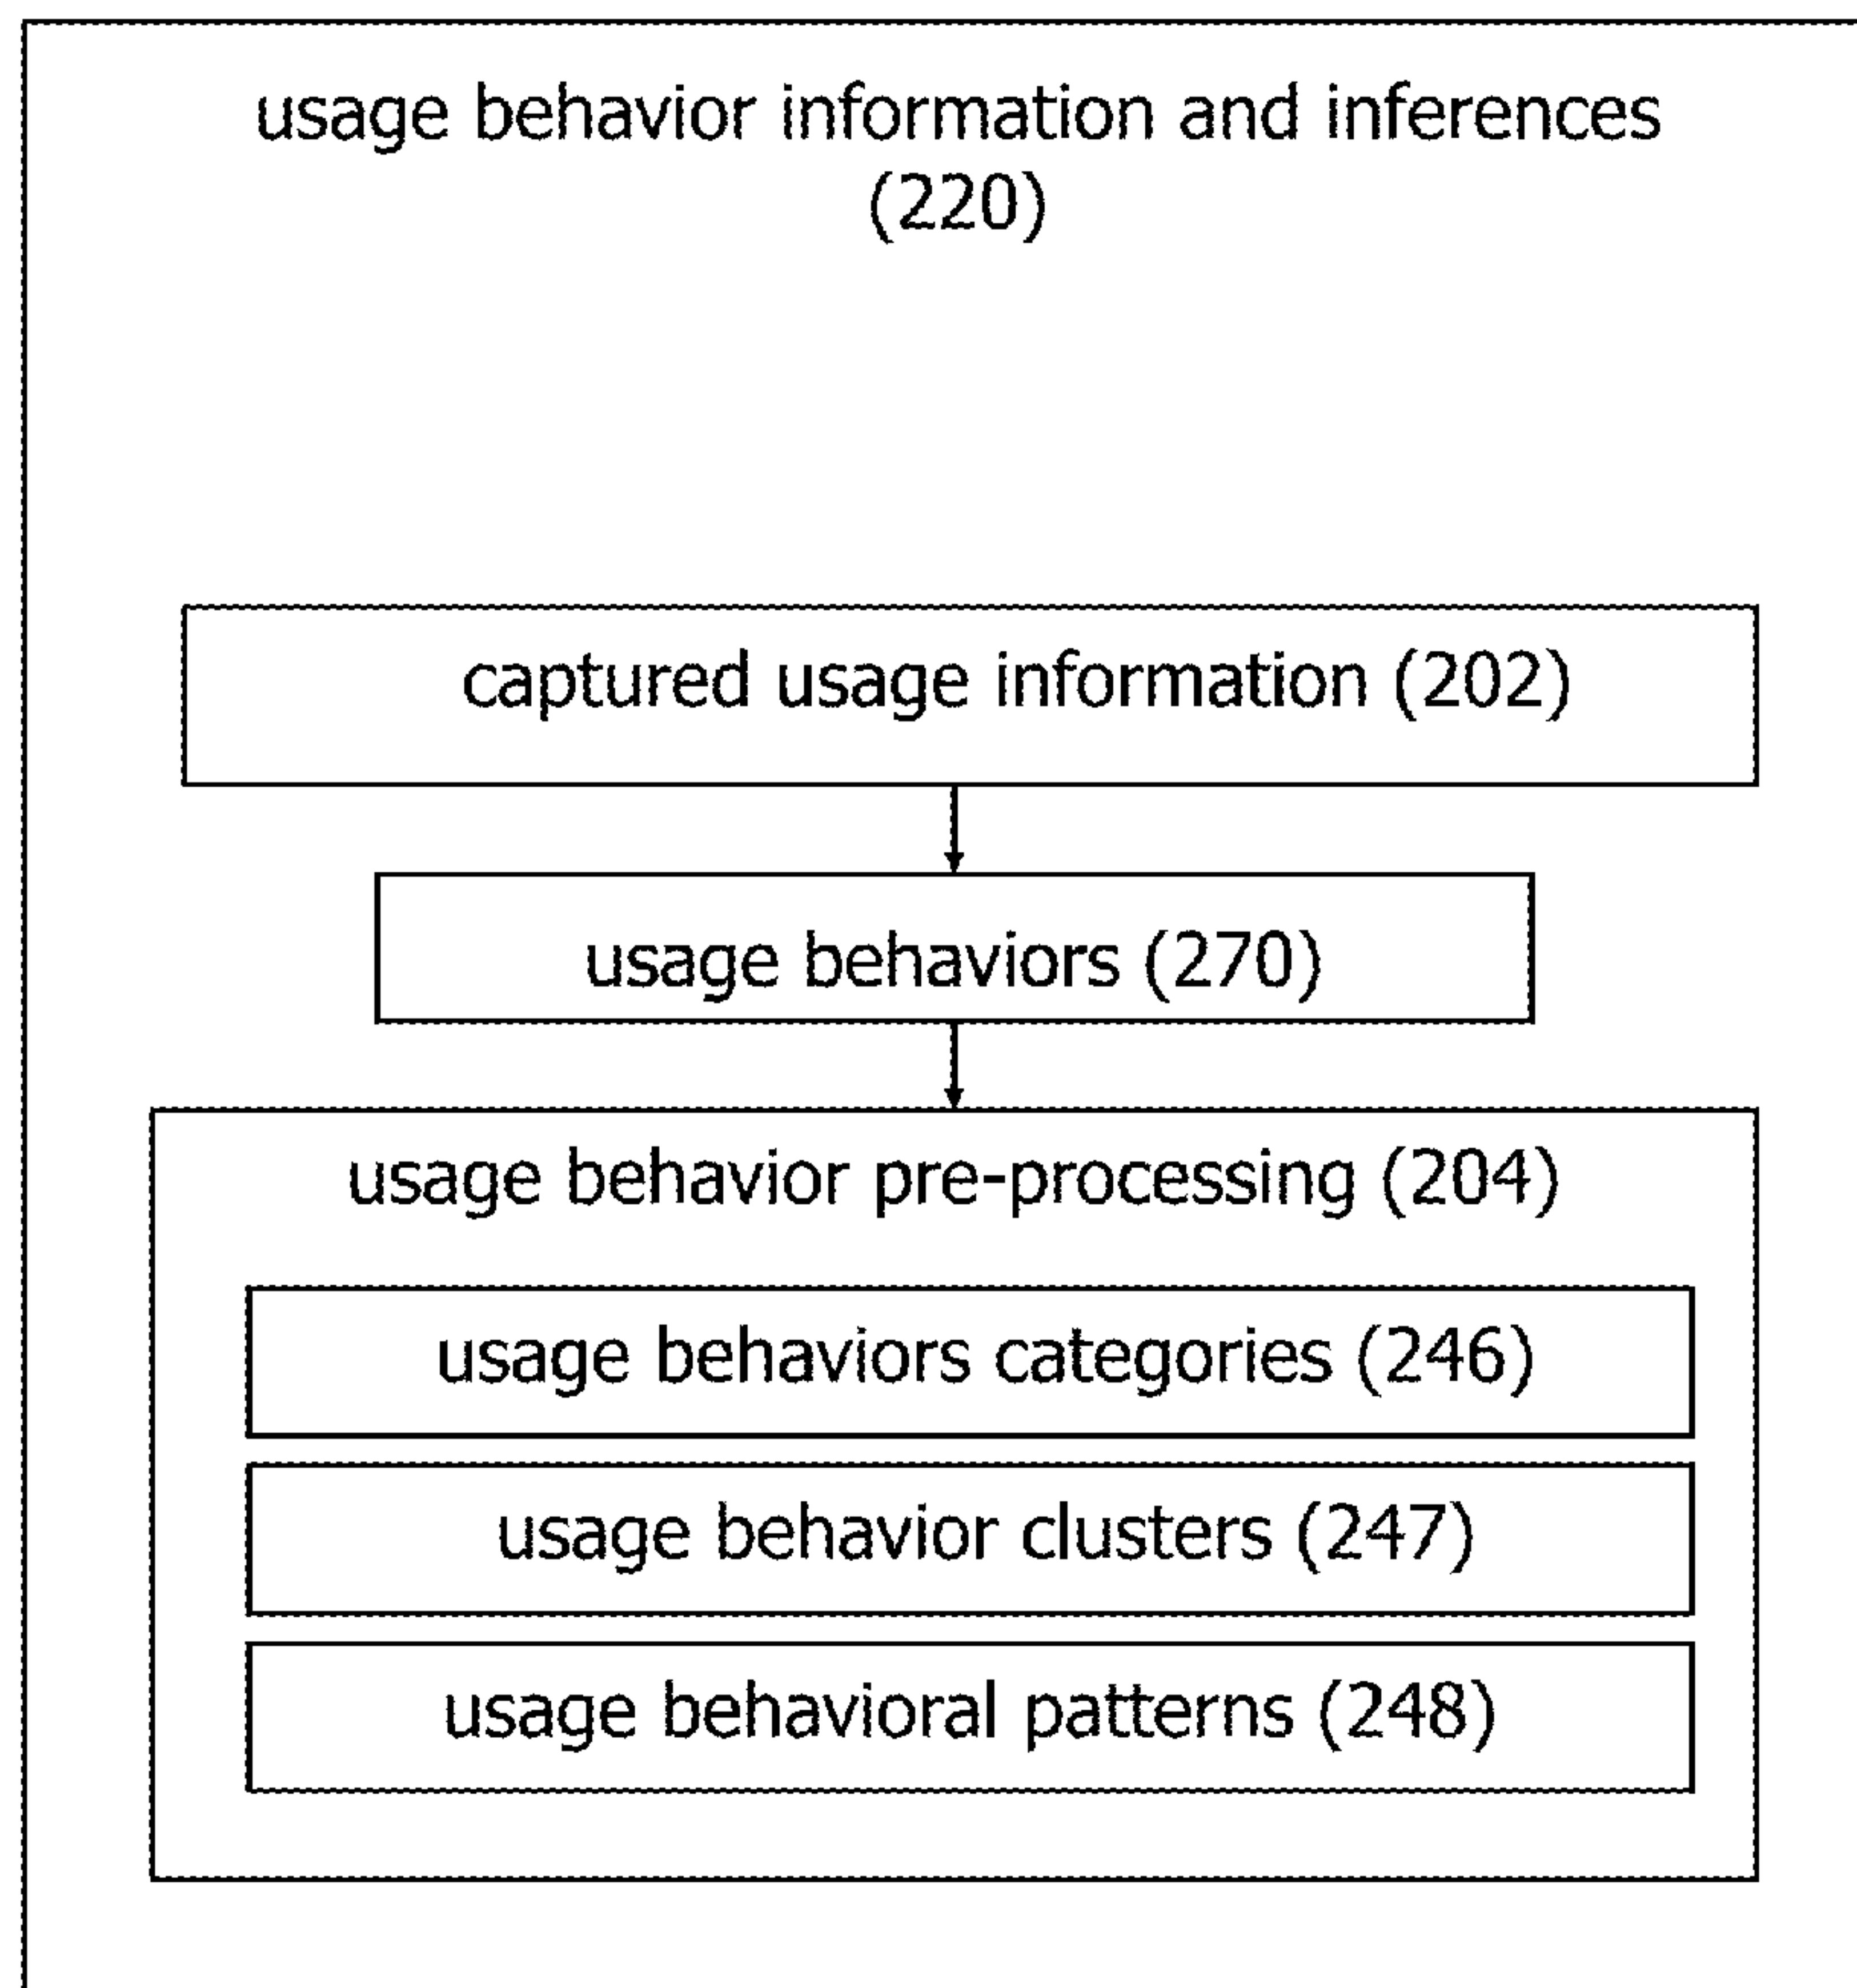 usage behavior information and inferences
(220)
captured usage information (202)
usage behaviors (270)
usage behavior pre-processing (204)
usage behaviors categories (246)
usage behavior clusters (247)
usage behavioral patterns (248)